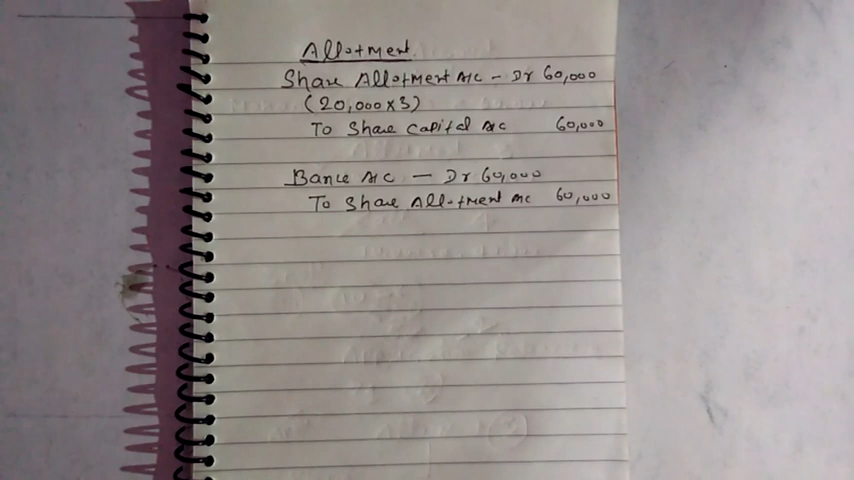 Allotment
Share Allotment A/C - Dr 60,000
(20,000×3)
To Share Capital A/C 60,000
Bance A/C — Dr 60,000
To Share Allotment A/C 60,000